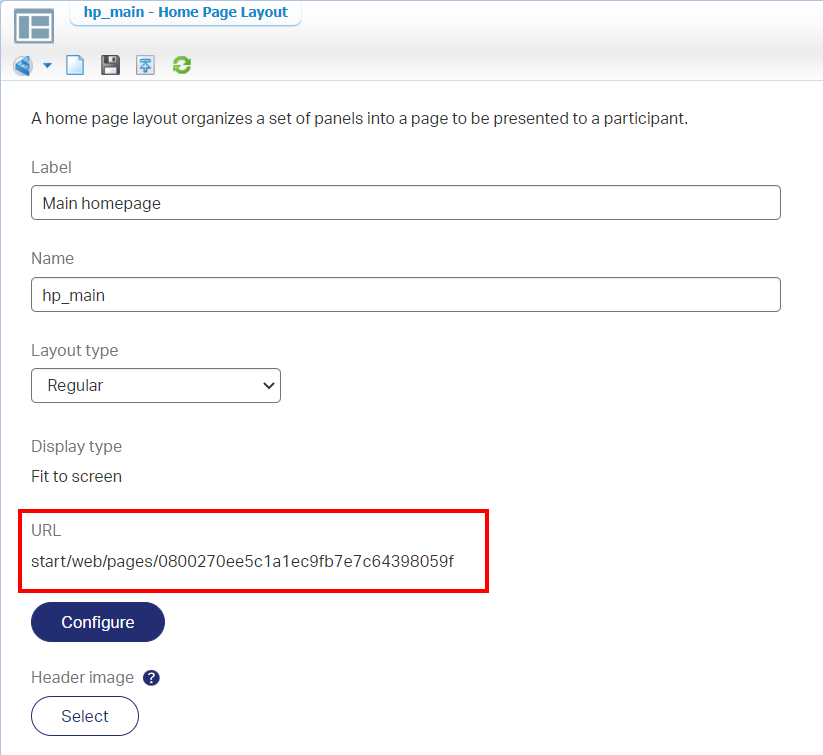 hp_main - Home Page Layout
A home page layout organizes a set of panels into a page to be presented to a participant.
Label
Main homepage
Name
hp_main
Layout type
Regular
Display type
Fit to screen
URL
start/web/pages/0800270ee5c1a1ec9fb7e7c64398059f
Configure
Header image ?
Select